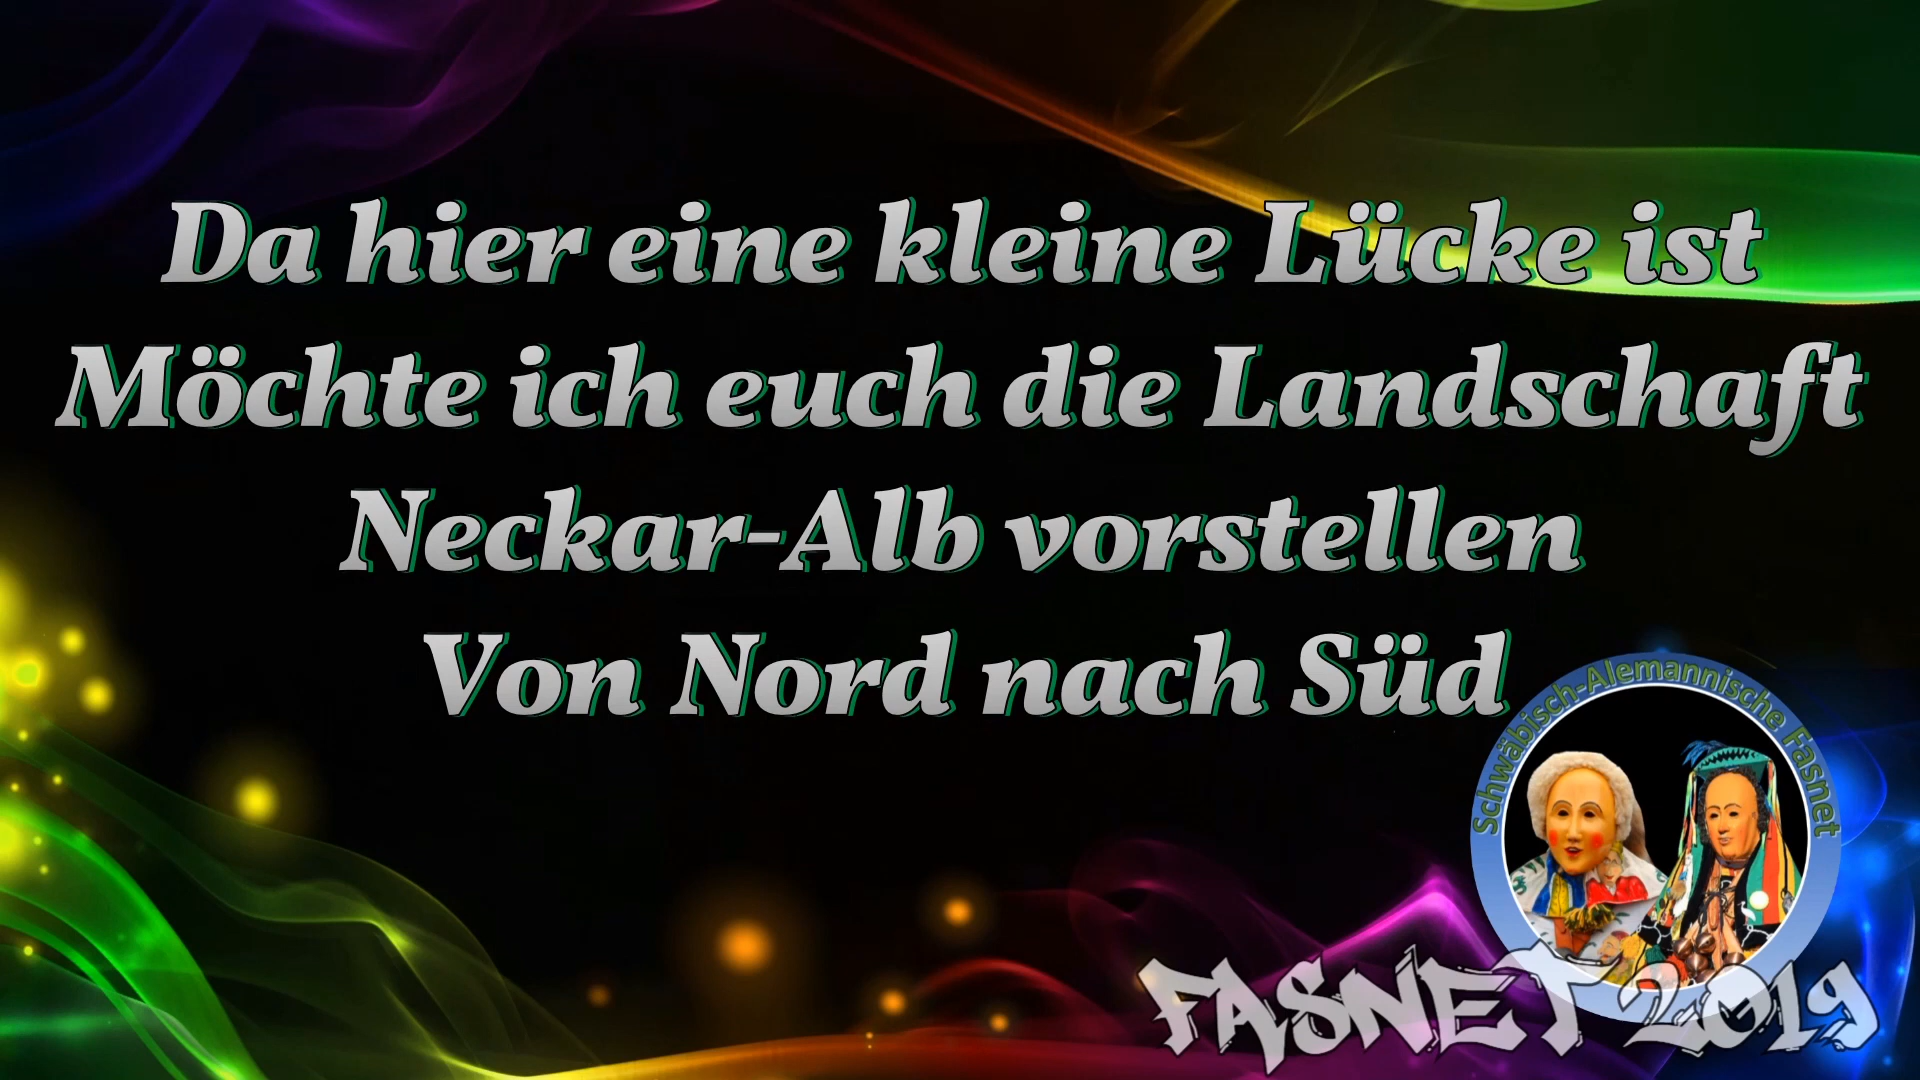 Da hier eine kleine Lücke ist
Möchte ich euch die Landschaft
Neckar-Alb vorstellen
Von Nord nach Süd
Schwäbisch-Alemannische Fasnet
FASNET 2019